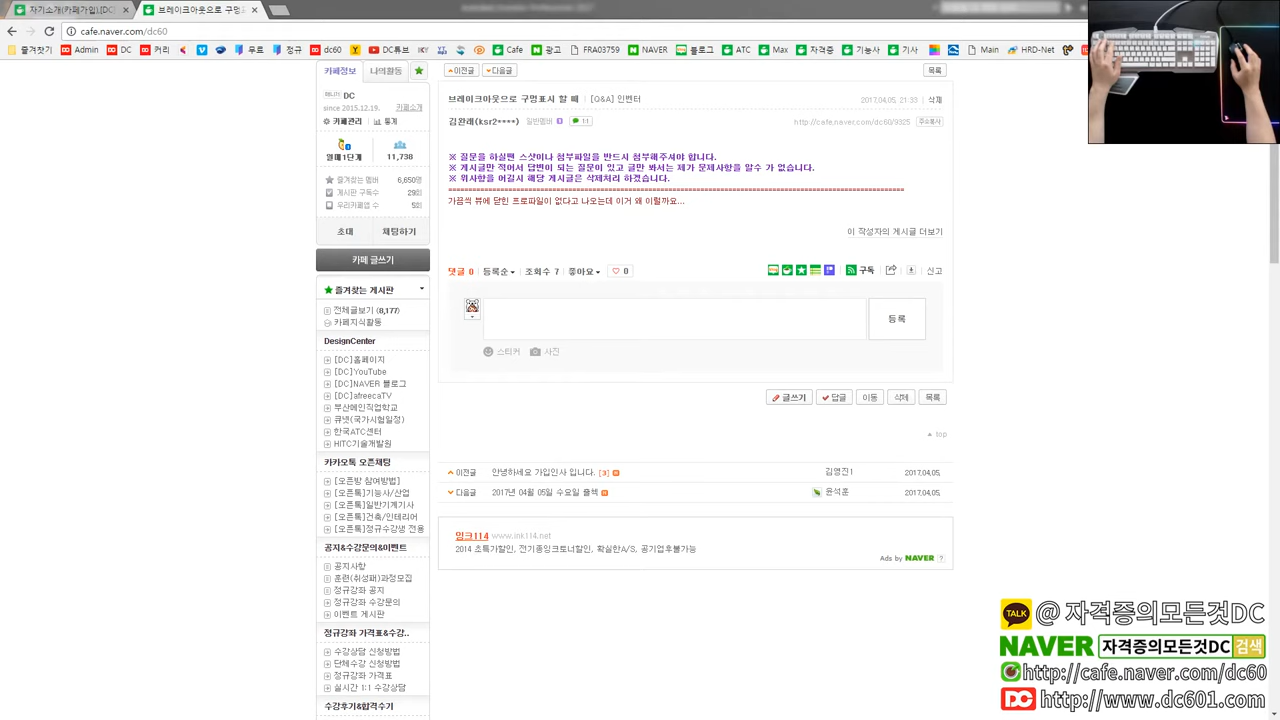 자기소개(카페가입)[DC
브레이크아웃으로 구멍표
cafe.naver.com/dc60
즐겨찾기
Admin
DC
커리
우트
정규
dc60
DC튜브
Cafe
광고
FRA03759
NAVER
블로그
ATC
Max
자격증
기능사
기사
Main
HRD-Net
카페정보
나의활동
이전글
다음글
목록
매니저 DC
since 2015.12.19.
카페소개
카페관리
통계
브레이크아웃으로 구멍표시 할 때 | [Q&A] 인벤터
2017.04.05. 21:33 | 삭제
김완래(ksr2****)
일반멤버
1:1
http://cafe.naver.com/dc60/9325
주소복사
열매1단계
11,738
※ 질문을 하실땐 스샷이나 첨부파일을 반드시 첨부해주셔야 합니다.
※ 게시글만 적어서 답변이 되는 질문이 있고 글만 봐서는 제가 문제사항을 알수 가 없습니다.
※ 위사항을 어길시 해당 게시글은 삭제처리 하겠습니다.
가끔씩 뷰에 닫힌 프로파일이 없다고 나오는데 이거 왜 이럴까요...
즐겨찾는 멤버 6,650명
게시판 구독수 29회
우리카페앱 수 5회
이 작성자의 게시글 더보기
초대
채팅하기
카페 글쓰기
댓글 0
등록순
조회수 7
좋아요
0
구독
신고
등록
스티커
사진
즐겨찾는 게시판
전체글보기 (8,177)
카페지식활동
DesignCenter
[DC]홈페이지
[DC]YouTube
[DC]NAVER 블로그
[DC]afreecaTV
부산메인직업학교
큐넷(국가시험일정)
한국ATC센터
HITC기술개발원
글쓰기
답글
이동
삭제
목록
top
카카오톡 오픈채팅
[오픈방 참여방법]
[오픈톡]기능사/산업
[오픈톡]일반기계기사
[오픈톡]건축/인테리어
[오픈톡]정규수강생 전용
이전글
안녕하세요 가입인사 입니다. [3]
김영진1
2017.04.05.
다음글
2017년 04월 05일 수요일 출첵
윤석훈
2017.04.05.
잉크114 www.ink114.net
2014 초특가할인, 전기종잉크토너할인, 확실한A/S, 공기업후불가능
Ads by NAVER ?
공지&수강문의&이벤트
공지사항
훈련(취성패)과정모집
정규강좌 공지
정규강좌 수강문의
이벤트 게시판
정규강좌 가격표&수강..
수강상담 신청방법
단체수강 신청방법
정규강좌 가격표
실시간 1:1 수강상담
수강후기&합격수기
TALK @ 자격증의모든것DC
NAVER 자격증의모든것DC 검색
http://cafe.naver.com/dc60
DC http://www.dc601.com